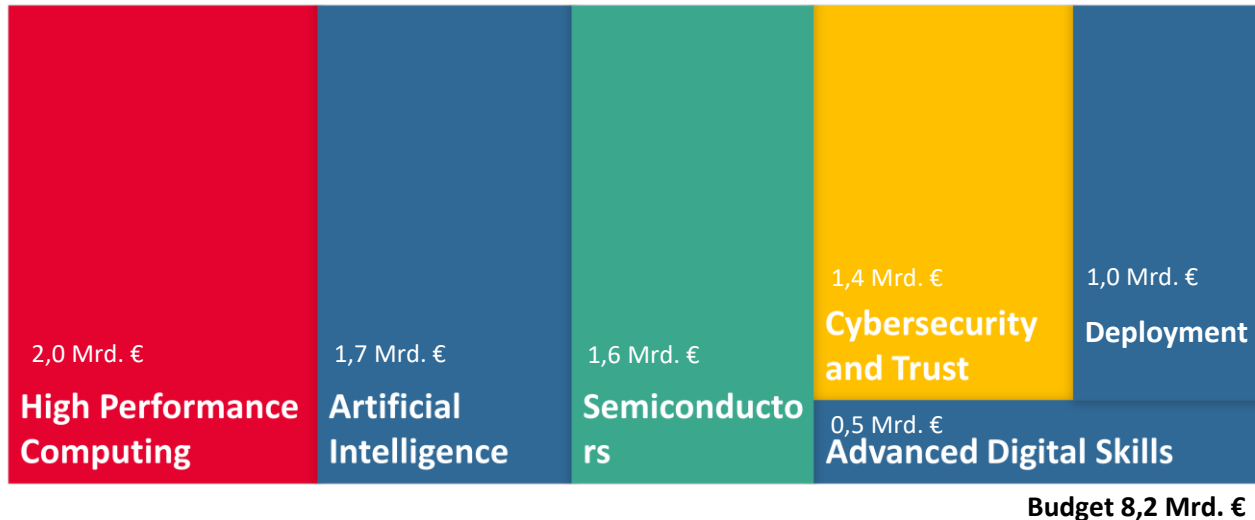 2,0 Mrd. €
High Performance
Computing
1,7 Mrd. €
Artificial
Intelligence
1,6 Mrd. €
Semiconducto
rs
1,4 Mrd. €
Cybersecurity
and Trust
1,0 Mrd. €
Deployment
0,5 Mrd. €
Advanced Digital Skills
Budget 8,2 Mrd. €